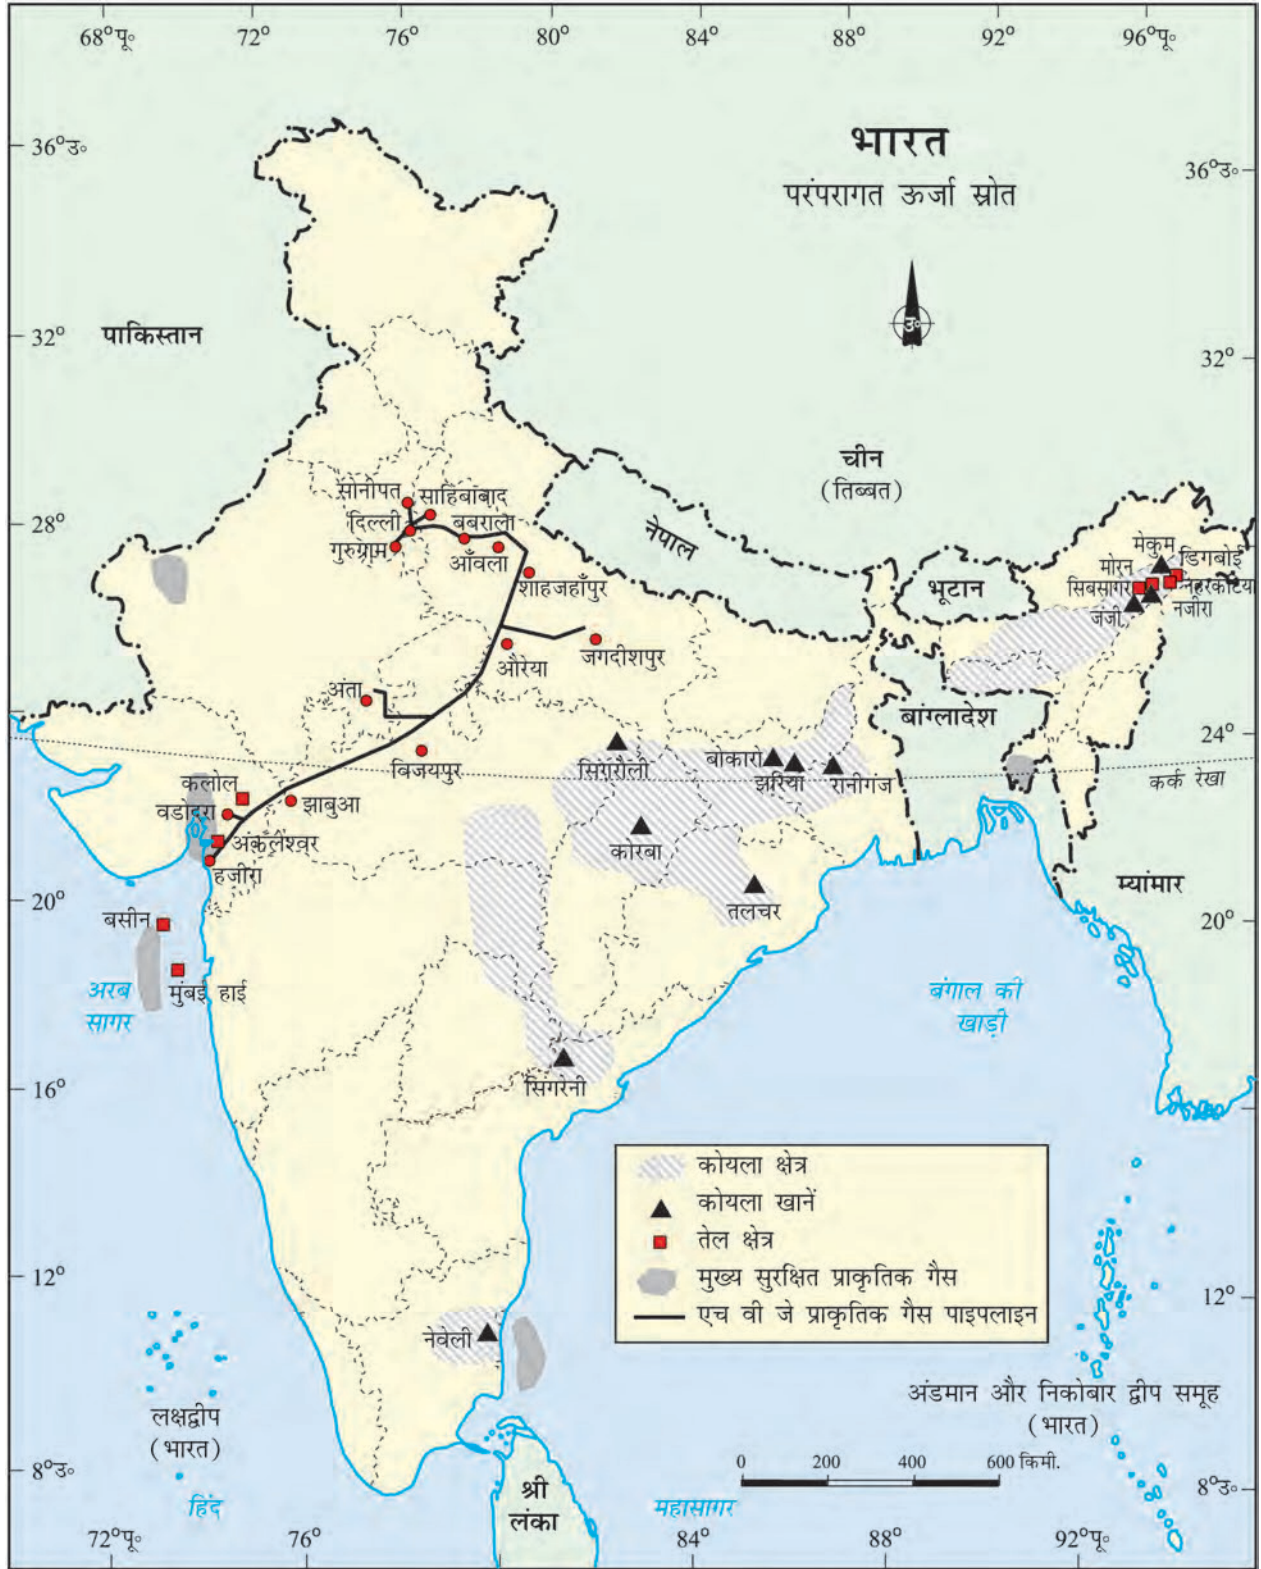 68°पू॰ 72° 76° 80° 84° 88° 92° 96°पू॰
भारत
परंपरागत ऊर्जा स्रोत
36°उ॰
36°उ॰
उ॰
पाकिस्तान
32°
32°
चीन
(तिब्बत)
सोनीपत
साहिबाबाद
दिल्ली
बबराला
गुरुग्राम
आँवला
शाहजहाँपुर
28°
28°
नेपाल
भूटान
मेकुम
डिगबोई
मोरन
सिबसागर
नहरकटिया
जंजी
नजीरा
औरेया
जगदीशपुर
अंता
विजयपुर
बांग्लादेश
24°
कर्क रेखा
सिंगरौली
बोकारो
झरिया
रानीगंज
कलोल
वडोदरा
झाबुआ
अंकलेश्वर
हजीरा
कोरबा
तलचर
म्यांमार
20°
20°
बसीन
मुंबई हाई
अरब
सागर
बंगाल की
खाड़ी
सिंगरेनी
16°
कोयला क्षेत्र
कोयला खानें
तेल क्षेत्र
मुख्य सुरक्षित प्राकृतिक गैस
एच वी जे प्राकृतिक गैस पाइपलाइन
12°
12°
नेवेली
लक्षद्वीप
(भारत)
अंडमान और निकोबार द्वीप समूह
(भारत)
0 200 400 600 किमी.
8°उ॰
8°उ॰
श्री
लंका
हिंद
महासागर
72°पू॰ 76° 84° 88° 92°पू॰